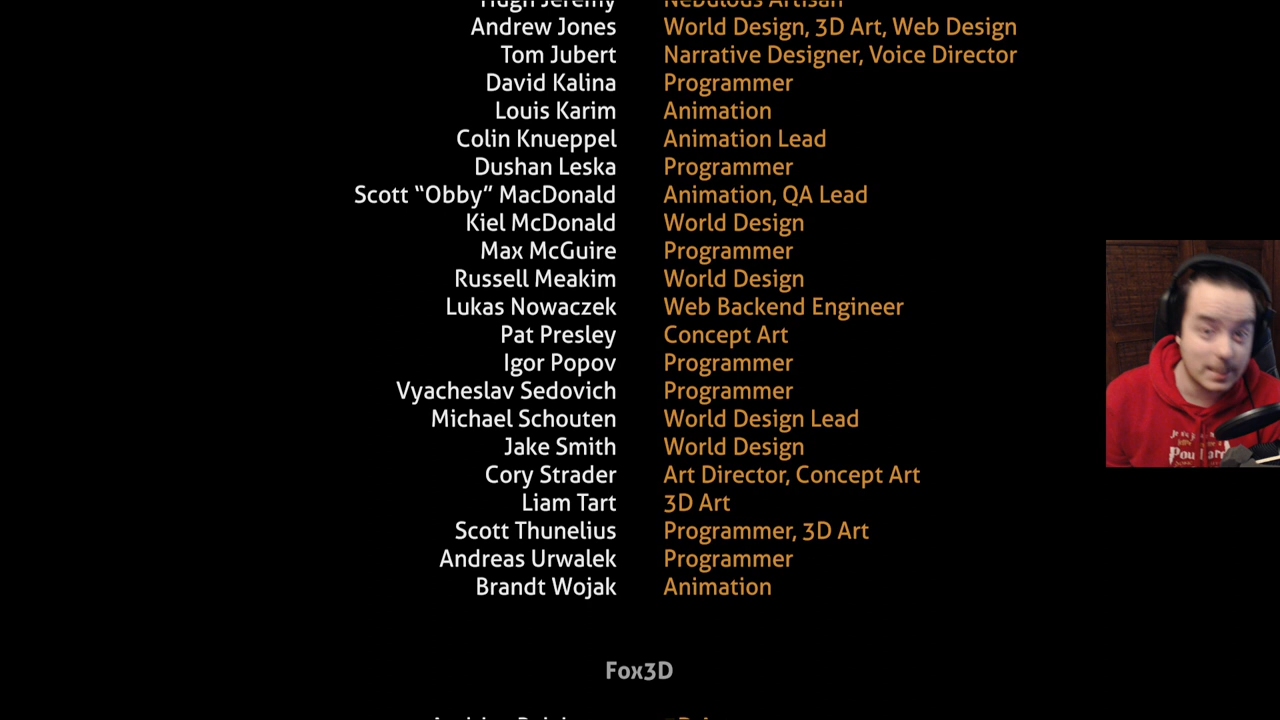 Hugh Jeremy Nebulous Artisan
Andrew Jones World Design, 3D Art, Web Design
Tom Jubert Narrative Designer, Voice Director
David Kalina Programmer
Louis Karim Animation
Colin Knueppel Animation Lead
Dushan Leska Programmer
Scott “Obby” MacDonald Animation, QA Lead
Kiel McDonald World Design
Max McGuire Programmer
Russell Meakim World Design
Lukas Nowaczek Web Backend Engineer
Pat Presley Concept Art
Igor Popov Programmer
Vyacheslav Sedovich Programmer
Michael Schouten World Design Lead
Jake Smith World Design
Cory Strader Art Director, Concept Art
Liam Tart 3D Art
Scott Thunelius Programmer, 3D Art
Andreas Urwalek Programmer
Brandt Wojak Animation
Fox3D